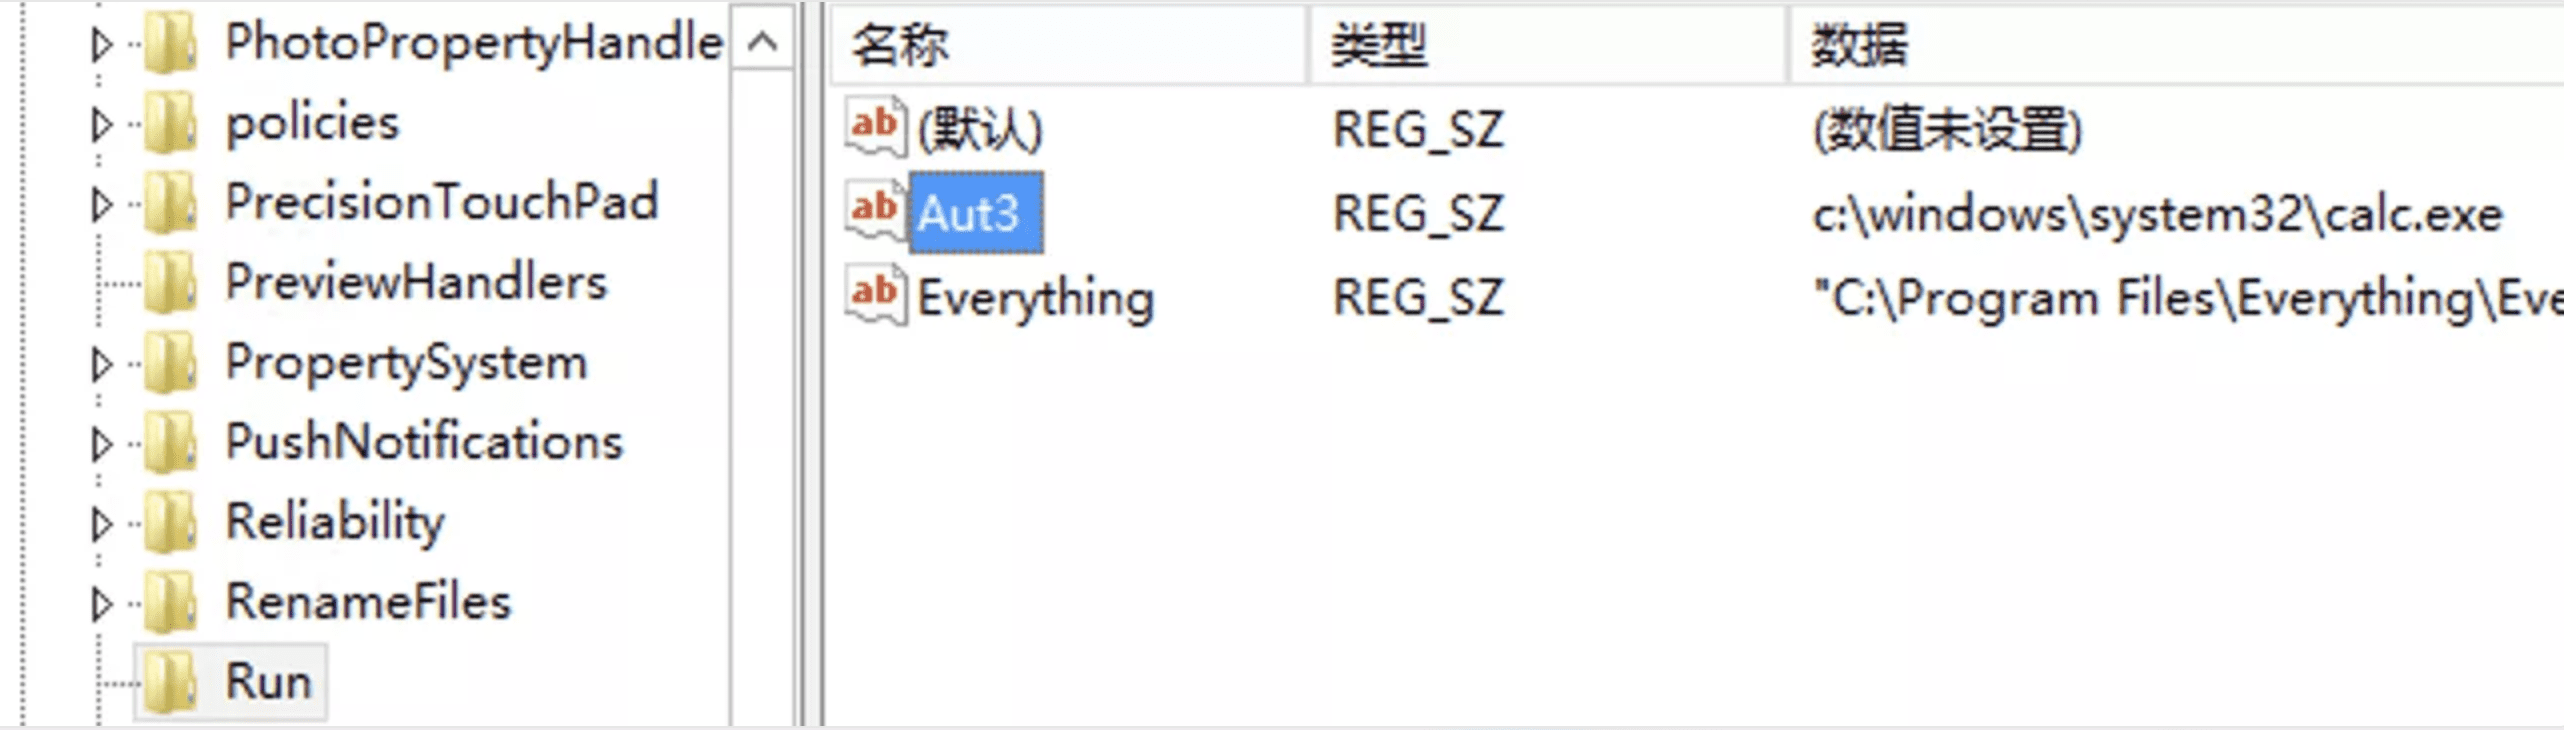 PhotoPropertyHandle
policies
PrecisionTouchPad
PreviewHandlers
PropertySystem
PushNotifications
Reliability
RenameFiles
Run
名称 类型 数据
ab (默认) REG_SZ (数值未设置)
ab Aut3 REG_SZ c:\windows\system32\calc.exe
ab Everything REG_SZ "C:\Program Files\Everything\Eve